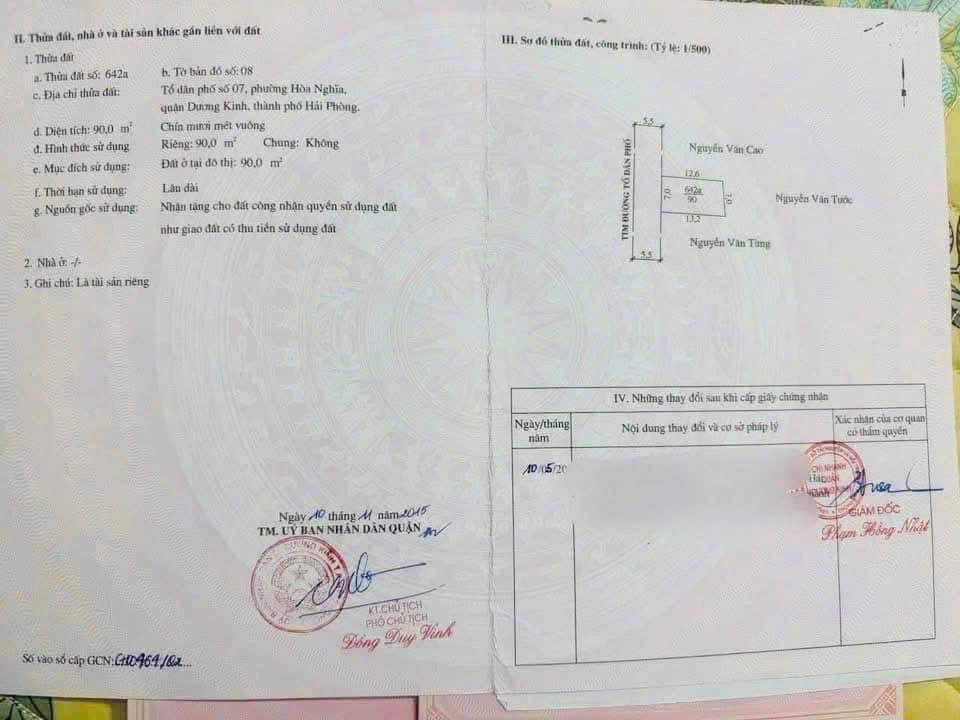 II. Thửa đất, nhà ở và tài sản khác gắn liền với đất
1. Thửa đất
a. Thửa đất số: 642a b. Tờ bản đồ số: 08
c. Địa chỉ thửa đất: Tổ dân phố số 07, phường Hòa Nghĩa,
quận Dương Kinh, thành phố Hải Phòng.
d. Diện tích: 90,0 m² Chín mươi mét vuông
đ. Hình thức sử dụng Riêng: 90,0 m² Chung: Không
e. Mục đích sử dụng: Đất ở tại đô thị: 90,0 m²
f. Thời hạn sử dụng: Lâu dài
g. Nguồn gốc sử dụng: Nhận tặng cho đất công nhận quyền sử dụng đất
như giao đất có thu tiền sử dụng đất
2. Nhà ở: -/-
3. Ghi chú: Là tài sản riêng
Ngày 10 tháng 11 năm 2015
TM. UỶ BAN NHÂN DÂN QUẬN
KT.CHỦ TỊCH
PHÓ CHỦ TỊCH
Đồng Duy Vinh
Số vào sổ cấp GCN:
III. Sơ đồ thửa đất, công trình: (Tỷ lệ: 1/500)
B
5,5
TIM ĐƯỜNG TỔ DÂN PHỐ
Nguyễn Văn Cao
12,6
7,0
642a
90
7,0
Nguyễn Văn Tước
13,2
Nguyễn Văn Từng
5,5
IV. Những thay đổi sau khi cấp giấy chứng nhận
Ngày/tháng
năm
Nội dung thay đổi và cơ sở pháp lý
Xác nhận của cơ quan
có thẩm quyền
10/05/20
CHI NHÁNH
QUẬN
DƯƠNG KINH
GIÁM ĐỐC
Phạm Hồng Nhật